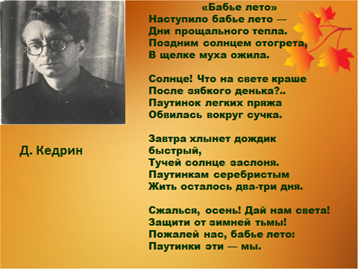 «Бабье лето»
Наступило бабье лето —
Дни прощального тепла.
Поздним солнцем отогрета,
В щелке муха ожила.
Солнце! Что на свете краше
После зябкого денька?..
Паутинок легких пряжа
Обвилась вокруг сучка.
Завтра хлынет дождик
быстрый,
Тучей солнце заслоня.
Паутинкам серебристым
Жить осталось два-три дня.
Сжалься, осень! Дай нам света!
Защити от зимней тьмы!
Пожалей нас, бабье лето:
Паутинки эти — мы.
Д. Кедрин